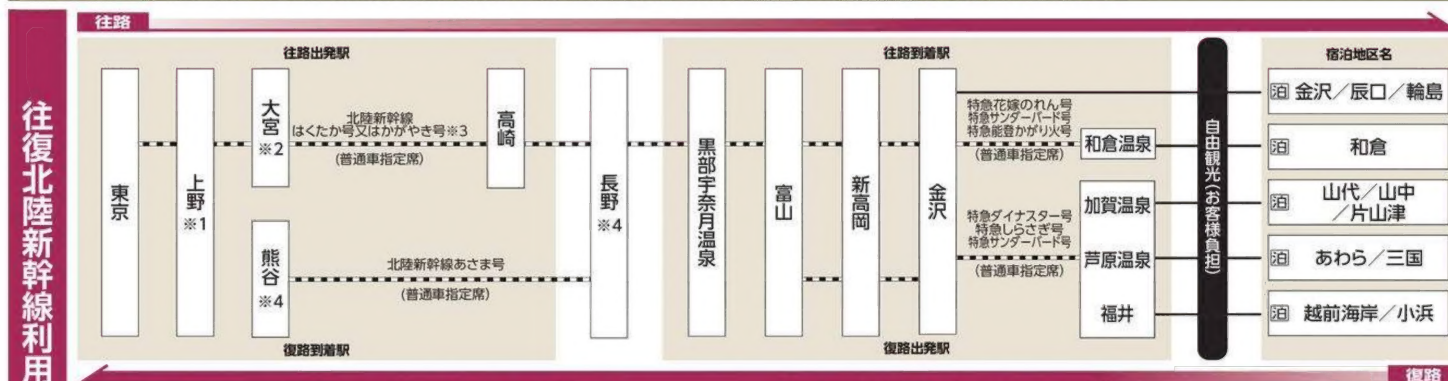 往路
往復北陸新幹線利用
往路出発駅
往路到着駅
宿泊地区名
東京
上野
※1
大宮
※2
北陸新幹線
はくたか号又はかがやき号※3
(普通車指定席)
高崎
熊谷
※4
北陸新幹線あさま号
(普通車指定席)
長野
※4
黒部宇奈月温泉
富山
新高岡
金沢
特急花嫁のれん号
特急サンダーバード号
特急能登かがり火号
(普通車指定席)
和倉温泉
特急ダイナスター号
特急しらさぎ号
特急サンダーバード号
(普通車指定席)
加賀温泉
芦原温泉
福井
自由観光(お客様負担)
泊 金沢/辰口/輪島
泊 和倉
泊 山代/山中
/片山津
泊 あわら/三国
泊 越前海岸/小浜
復路到着駅
復路出発駅
復路